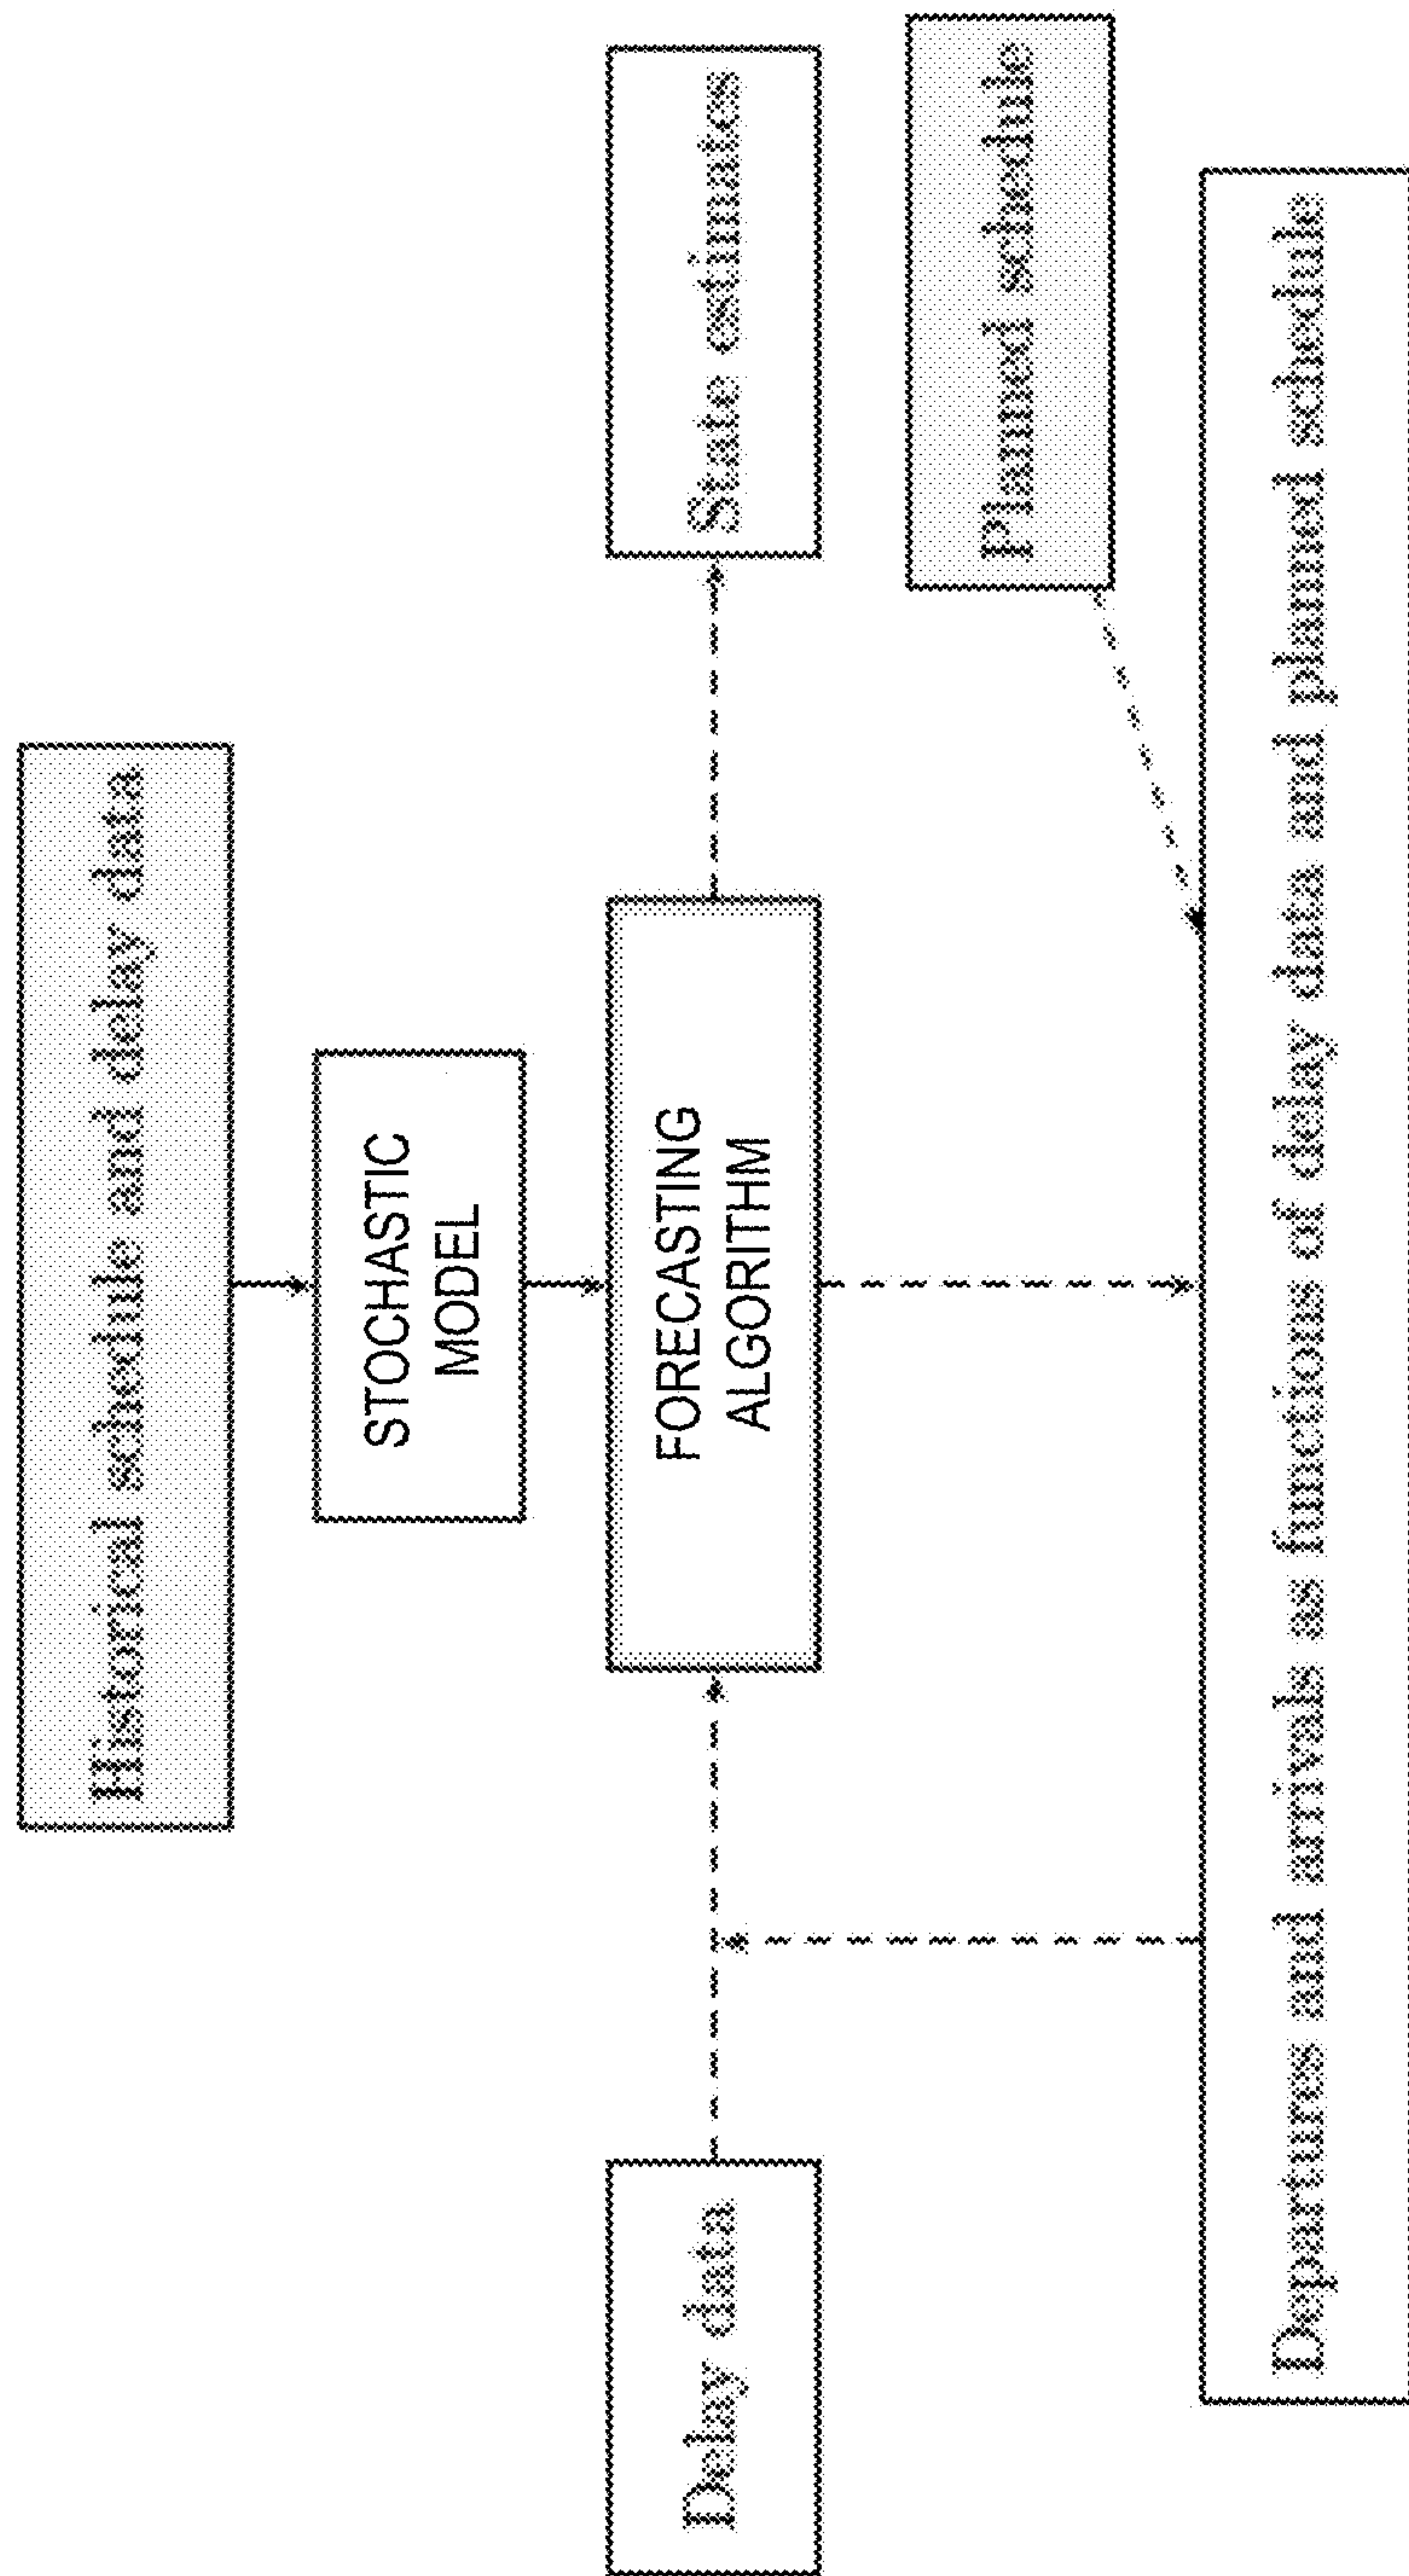 Historical schedule and delay data
STOCHASTIC
MODEL
Delay data
FORECASTING
ALGORITHM
State estimates
Planned schedule
Departures and arrivals as functions of delay data and planned schedule